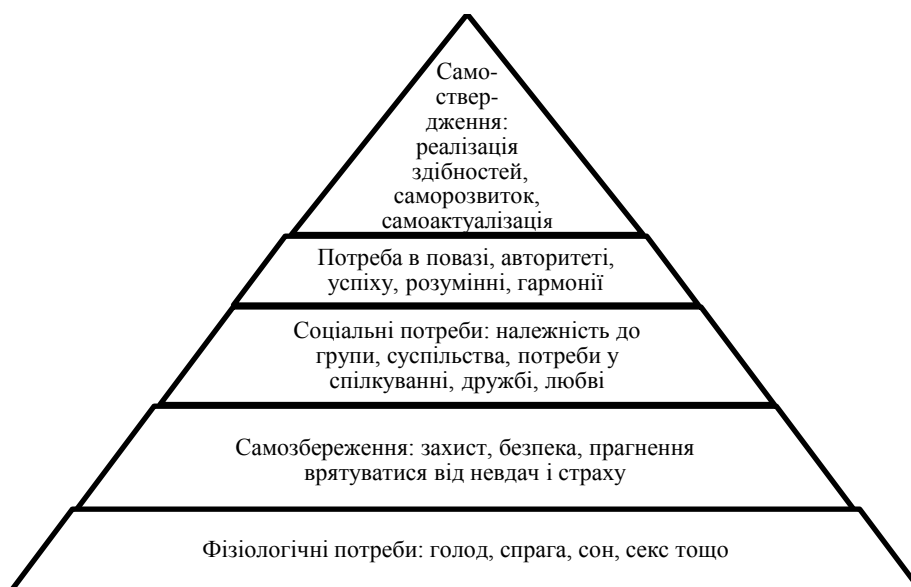 Само-
ствер-
дження:
реалізація
здібностей,
саморозвиток,
самоактуалізація
Потреба в повазі, авторитеті,
успіху, розумінні, гармонії
Соціальні потреби: належність до
групи, суспільства, потреби у
спілкуванні, дружбі, любві
Самозбереження: захист, безпека, прагнення
врятуватися від невдач і страху
Фізіологічні потреби: голод, спрага, сон, секс тощо